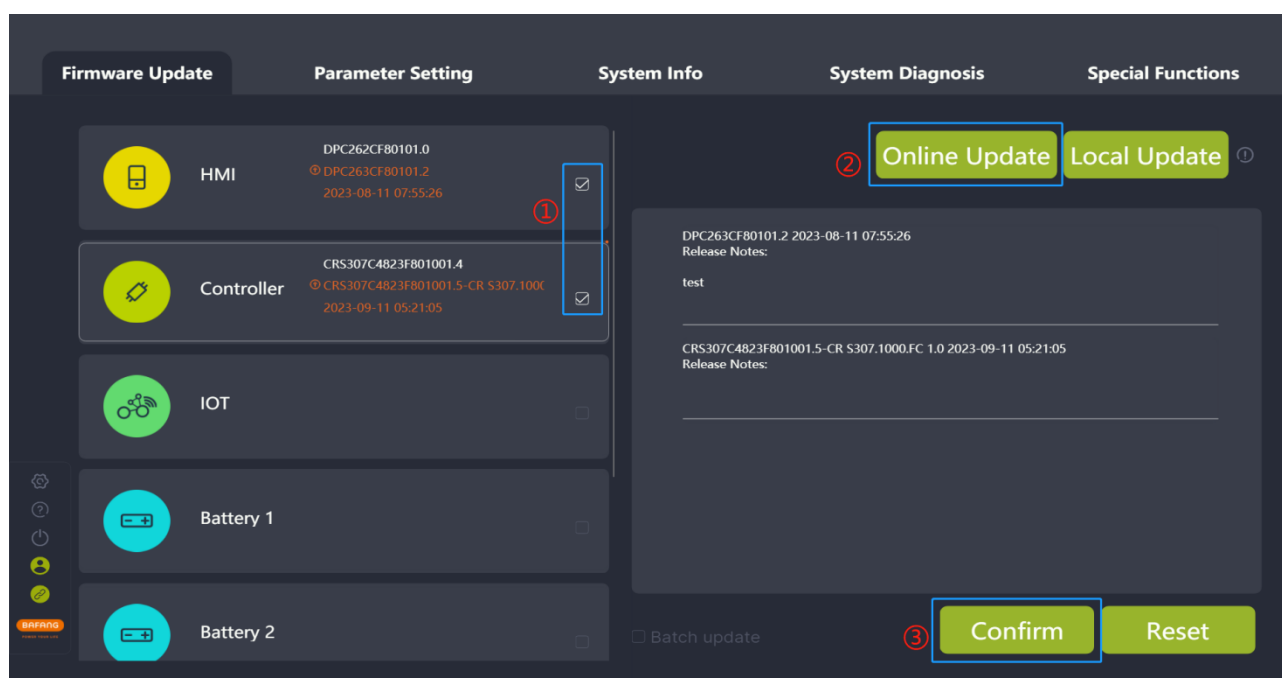 Firmware Update
Parameter Setting
System Info
System Diagnosis
Special Functions
HMI
DPC262CF80101.0
DPC263CF80101.2
2023-08-11 07:55:26
①
②
Online Update
Local Update
Controller
CRS307C4823F801001.4
CRS307C4823F801001.5-CR S307.100(
2023-09-11 05:21:05
DPC263CF80101.2 2023-08-11 07:55:26
Release Notes:
test
CRS307C4823F801001.5-CR S307.1000.FC 1.0 2023-09-11 05:21:05
Release Notes:
IOT
Battery 1
Battery 2
BAFANG
Batch update
③
Confirm
Reset